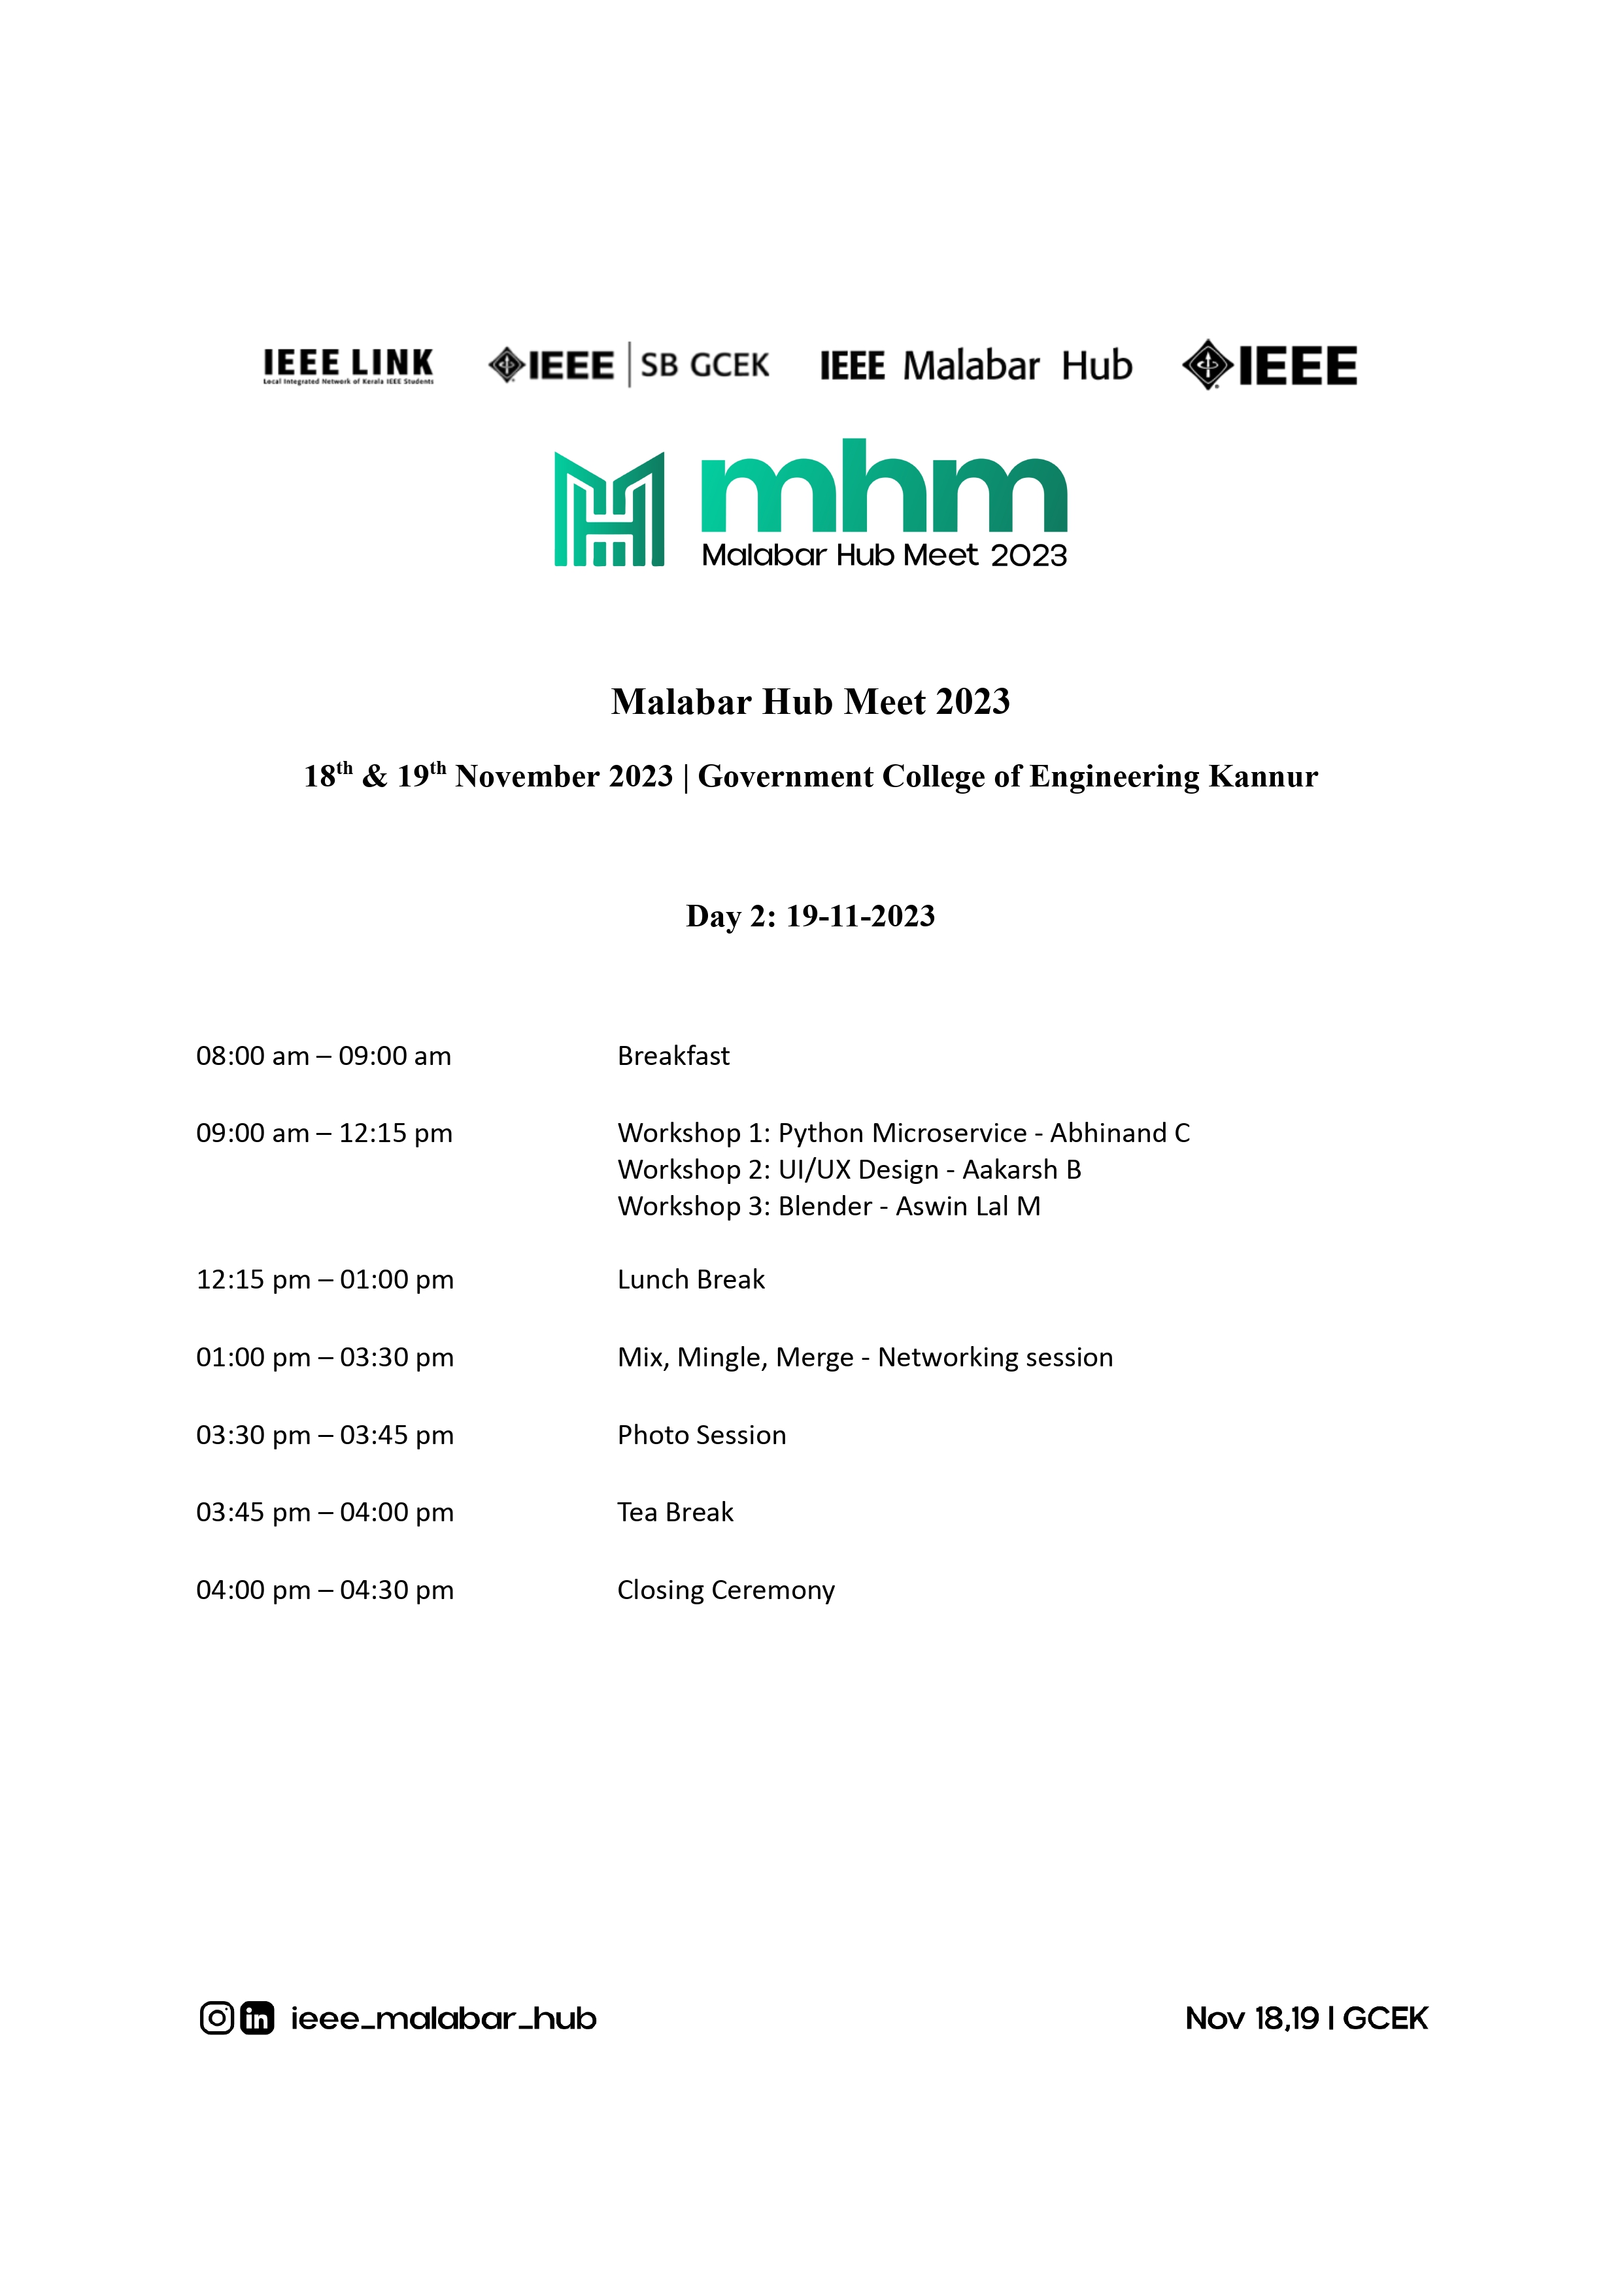 IEEE LINK
Local Integrated Network of Kerala IEEE Students
IEEE | SB GCEK
IEEE Malabar Hub
IEEE
mhm
Malabar Hub Meet 2023
Malabar Hub Meet 2023
18th & 19th November 2023 | Government College of Engineering Kannur
Day 2: 19-11-2023
08:00 am – 09:00 am Breakfast
09:00 am – 12:15 pm Workshop 1: Python Microservice - Abhinand C
Workshop 2: UI/UX Design - Aakarsh B
Workshop 3: Blender - Aswin Lal M
12:15 pm – 01:00 pm Lunch Break
01:00 pm – 03:30 pm Mix, Mingle, Merge - Networking session
03:30 pm – 03:45 pm Photo Session
03:45 pm – 04:00 pm Tea Break
04:00 pm – 04:30 pm Closing Ceremony
in ieee_malabar_hub
Nov 18,19 | GCEK